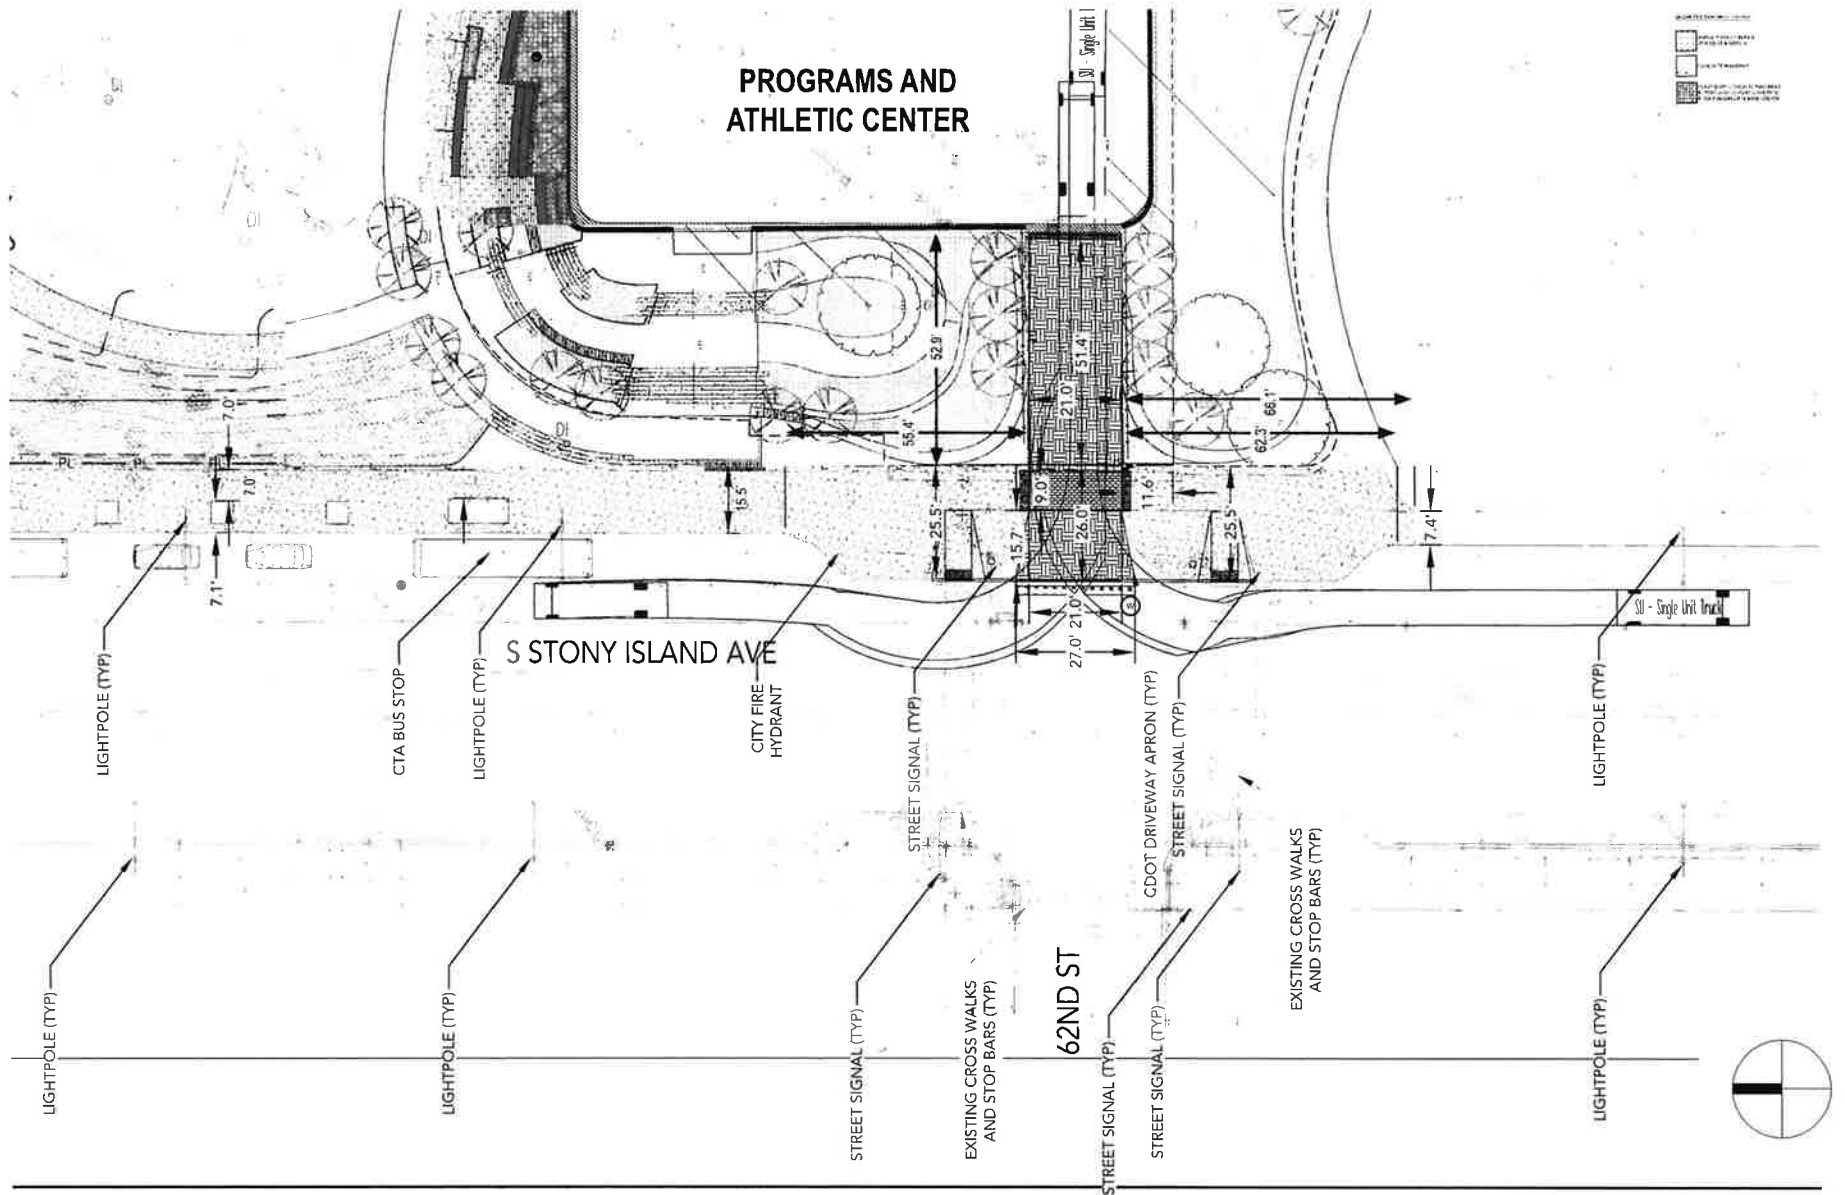 PROGRAMS AND
ATHLETIC CENTER
SU - Single Unit
DI
DI
DI
52.9'
51.4'
21.0'
66.1'
55.4'
62.3'
7.0'
7.0'
PL
15.5'
25.5'
9.0'
11.6'
25.5'
15.7'
26.0'
7.4'
7.1'
21.0'
27.0'
SU - Single Unit Truck
S STONY ISLAND AVE
LIGHTPOLE (TYP)
CTA BUS STOP
LIGHTPOLE (TYP)
CITY FIRE
HYDRANT
STREET SIGNAL (TYP)
CDOT DRIVEWAY APRON (TYP)
STREET SIGNAL (TYP)
LIGHTPOLE (TYP)
LIGHTPOLE (TYP)
LIGHTPOLE (TYP)
STREET SIGNAL (TYP)
EXISTING CROSS WALKS
AND STOP BARS (TYP)
62ND ST
STREET SIGNAL (TYP)
STREET SIGNAL (TYP)
EXISTING CROSS WALKS
AND STOP BARS (TYP)
LIGHTPOLE (TYP)